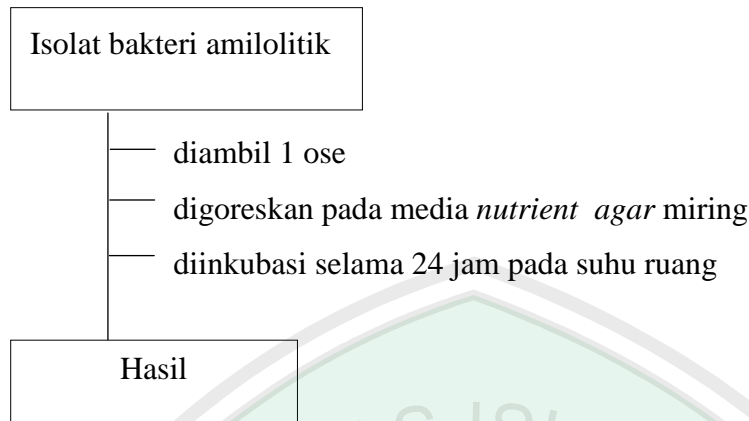 Isolat bakteri amilolitik
diambil 1 ose
digoreskan pada media nutrient agar miring
diinkubasi selama 24 jam pada suhu ruang
Hasil